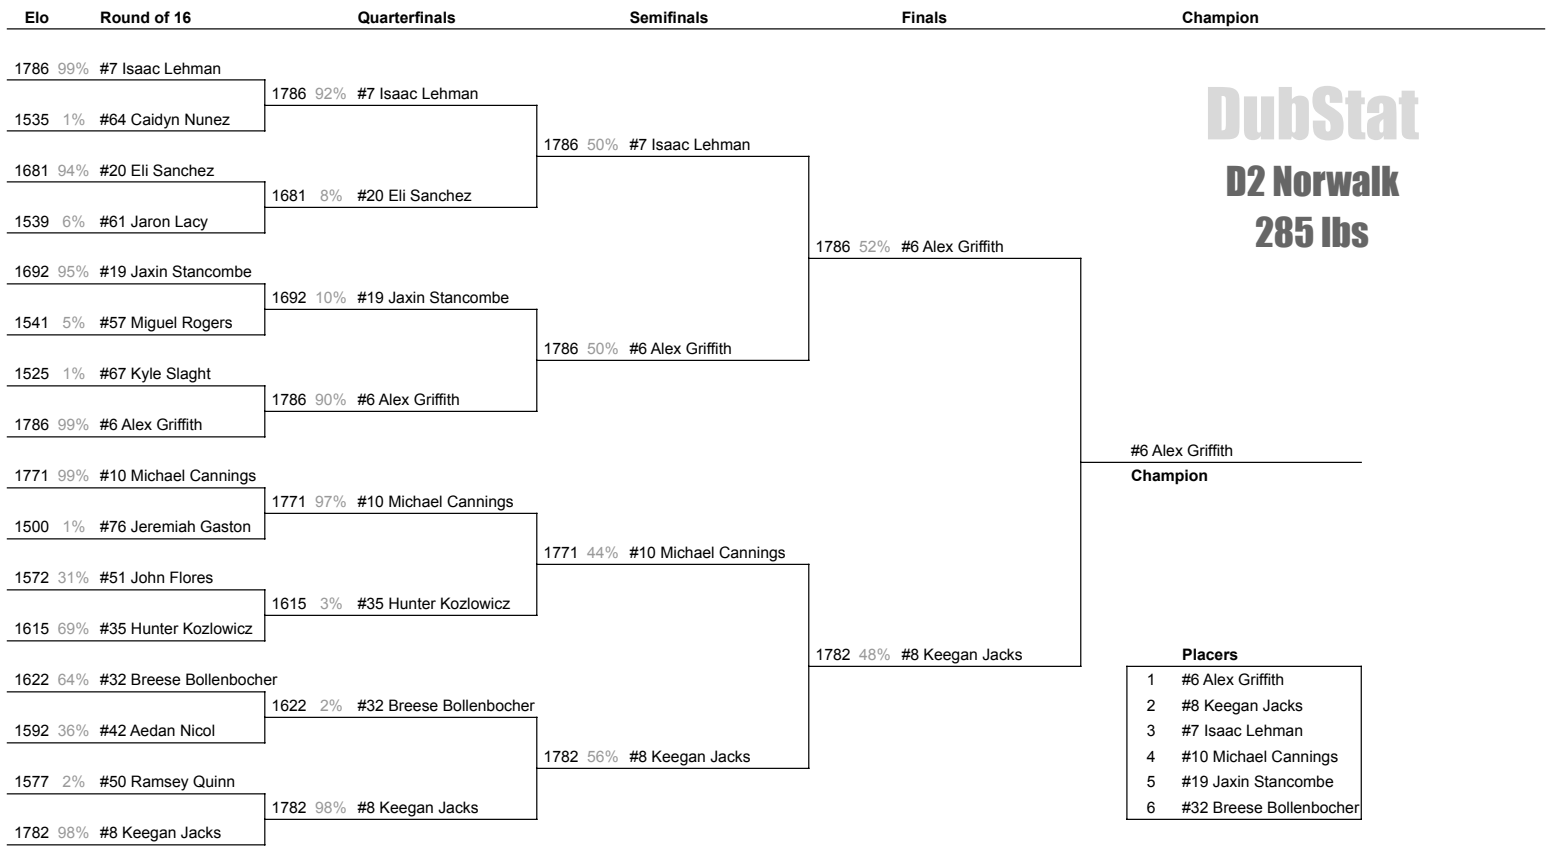 Elo Round of 16 Quarterfinals Semifinals Finals Champion
1786 99% #7 Isaac Lehman
1786 92% #7 Isaac Lehman
1535 1% #64 Caidyn Nunez
DubStat
1786 50% #7 Isaac Lehman
1681 94% #20 Eli Sanchez
D2 Norwalk
1681 8% #20 Eli Sanchez
1539 6% #61 Jaron Lacy
285 lbs
1786 52% #6 Alex Griffith
1692 95% #19 Jaxin Stancombe
1692 10% #19 Jaxin Stancombe
1541 5% #57 Miguel Rogers
1786 50% #6 Alex Griffith
1525 1% #67 Kyle Slaght
1786 90% #6 Alex Griffith
1786 99% #6 Alex Griffith
#6 Alex Griffith
1771 99% #10 Michael Cannings
Champion
1771 97% #10 Michael Cannings
1500 1% #76 Jeremiah Gaston
1771 44% #10 Michael Cannings
1572 31% #51 John Flores
1615 3% #35 Hunter Kozlowicz
1615 69% #35 Hunter Kozlowicz
1782 48% #8 Keegan Jacks
Placers
1622 64% #32 Breese Bollenbocher
1 #6 Alex Griffith
1622 2% #32 Breese Bollenbocher
2 #8 Keegan Jacks
1592 36% #42 Aedan Nicol
3 #7 Isaac Lehman
1782 56% #8 Keegan Jacks
4 #10 Michael Cannings
1577 2% #50 Ramsey Quinn
5 #19 Jaxin Stancombe
1782 98% #8 Keegan Jacks
6 #32 Breese Bollenbocher
1782 98% #8 Keegan Jacks